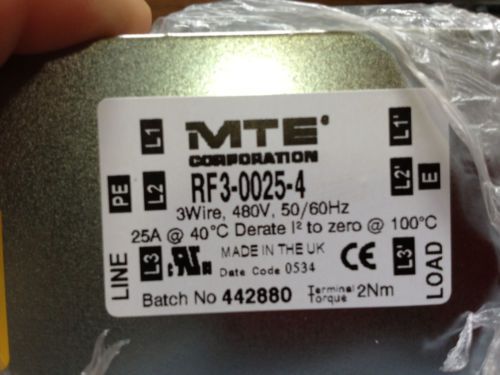 MTE
CORPORATION
RF3-0025-4
3Wire, 480V, 50/60Hz
25A @ 40°C Derate I² to zero @ 100°C
MADE IN THE UK
Date Code 0534
Batch No 442880
Terminal Torque 2Nm
LINE
PE
L1
L2
L3
L1'
L2'
L3'
E
LOAD
RU
US
CE